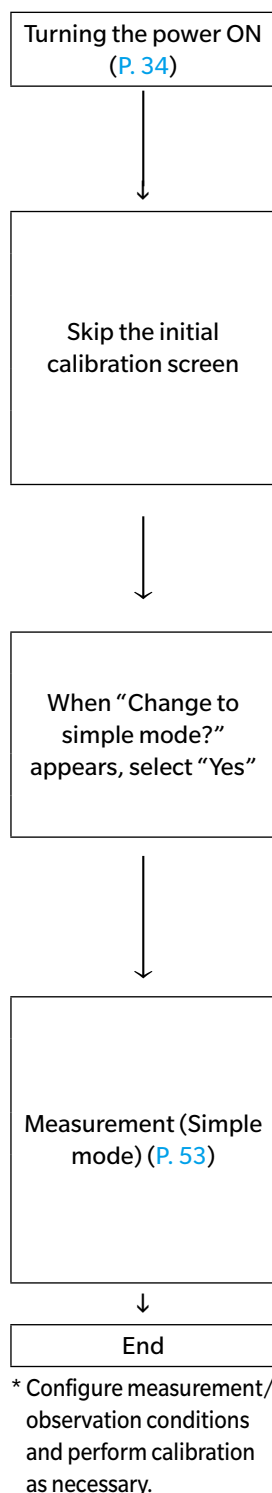 Turning the power ON
(P. 34)
Skip the initial
calibration screen
When “Change to
simple mode?”
appears, select “Yes”
Measurement (Simple
mode) (P. 53)
End
* Configure measurement/
observation conditions
and perform calibration
as necessary.